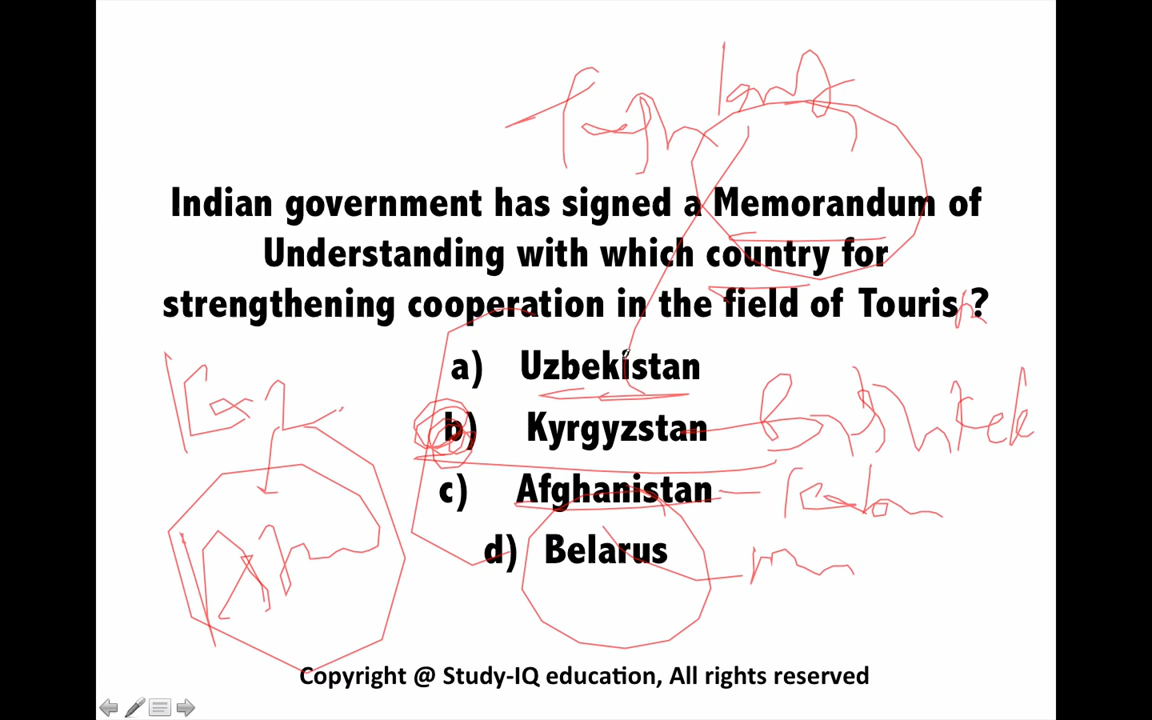 Indian government has signed a Memorandum of
Understanding with which country for
strengthening cooperation in the field of Touris ?
a) Uzbekistan
b) Kyrgyzstan
c) Afghanistan
d) Belarus
Copyright @ Study-IQ education, All rights reserved